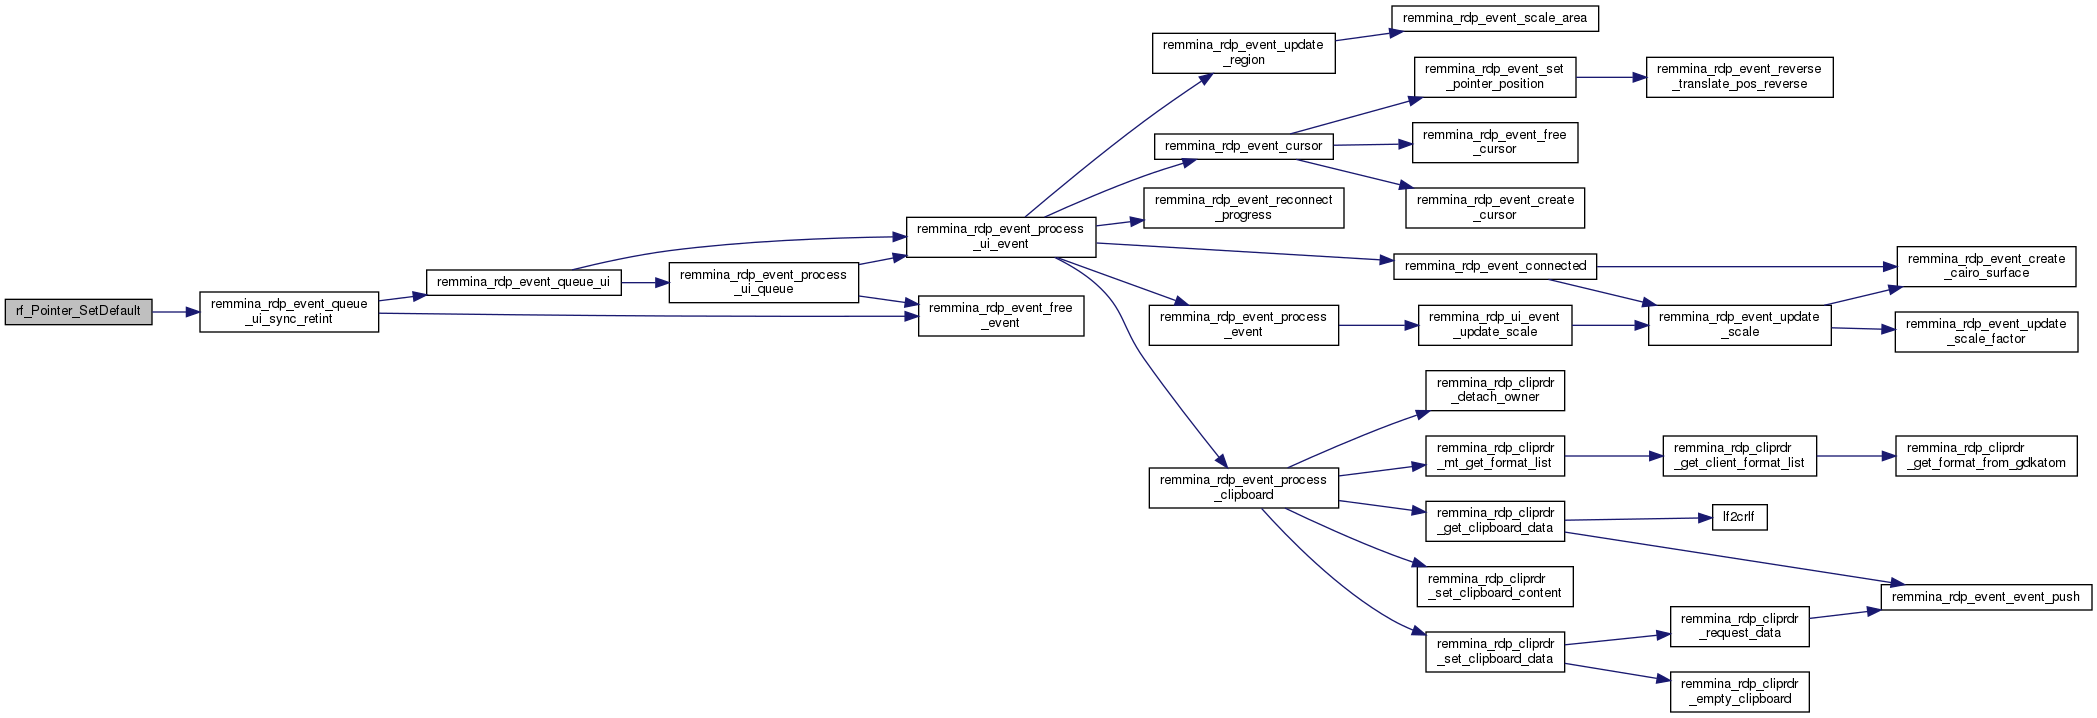 rf_Pointer_SetDefault
remmina_rdp_event_queue
_ui_sync_retint
remmina_rdp_event_queue_ui
remmina_rdp_event_process
_ui_queue
remmina_rdp_event_process
_ui_event
remmina_rdp_event_free
_event
remmina_rdp_event_update
_region
remmina_rdp_event_scale_area
remmina_rdp_event_cursor
remmina_rdp_event_set
_pointer_position
remmina_rdp_event_reverse
_translate_pos_reverse
remmina_rdp_event_free
_cursor
remmina_rdp_event_create
_cursor
remmina_rdp_event_reconnect
_progress
remmina_rdp_event_connected
remmina_rdp_event_create
_cairo_surface
remmina_rdp_event_process
_event
remmina_rdp_ui_event
_update_scale
remmina_rdp_event_update
_scale
remmina_rdp_event_update
_scale_factor
remmina_rdp_event_process
_clipboard
remmina_rdp_cliprdr
_detach_owner
remmina_rdp_cliprdr
_mt_get_format_list
remmina_rdp_cliprdr
_get_client_format_list
remmina_rdp_cliprdr
_get_format_from_gdkatom
remmina_rdp_cliprdr
_get_clipboard_data
lf2crlf
remmina_rdp_cliprdr
_set_clipboard_content
remmina_rdp_event_event_push
remmina_rdp_cliprdr
_set_clipboard_data
remmina_rdp_cliprdr
_request_data
remmina_rdp_cliprdr
_empty_clipboard